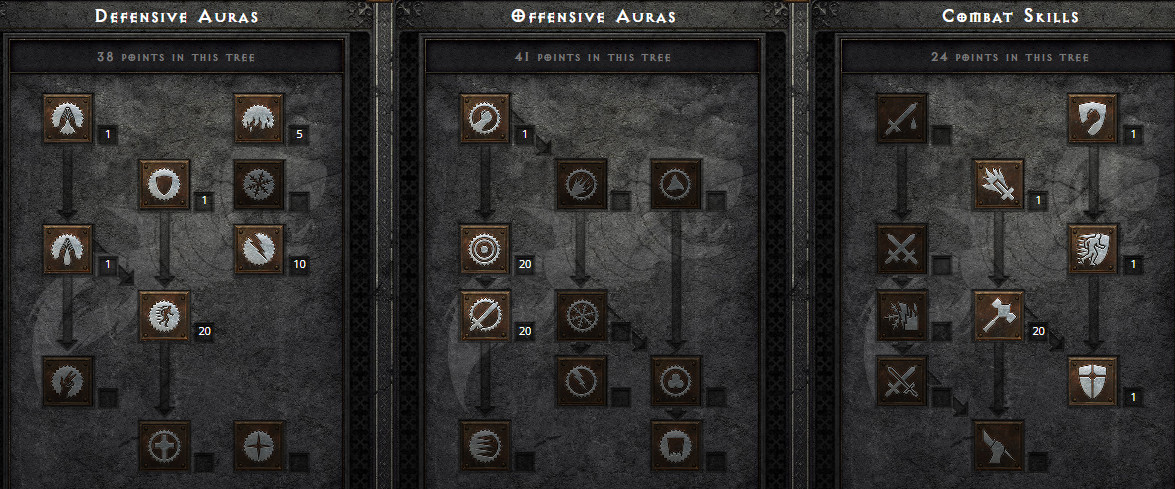 Defensive Auras
Offensive Auras
Combat Skills
38 points in this tree
41 points in this tree
24 points in this tree
1
5
1
1
1
1
1
10
20
1
20
20
20
1
1